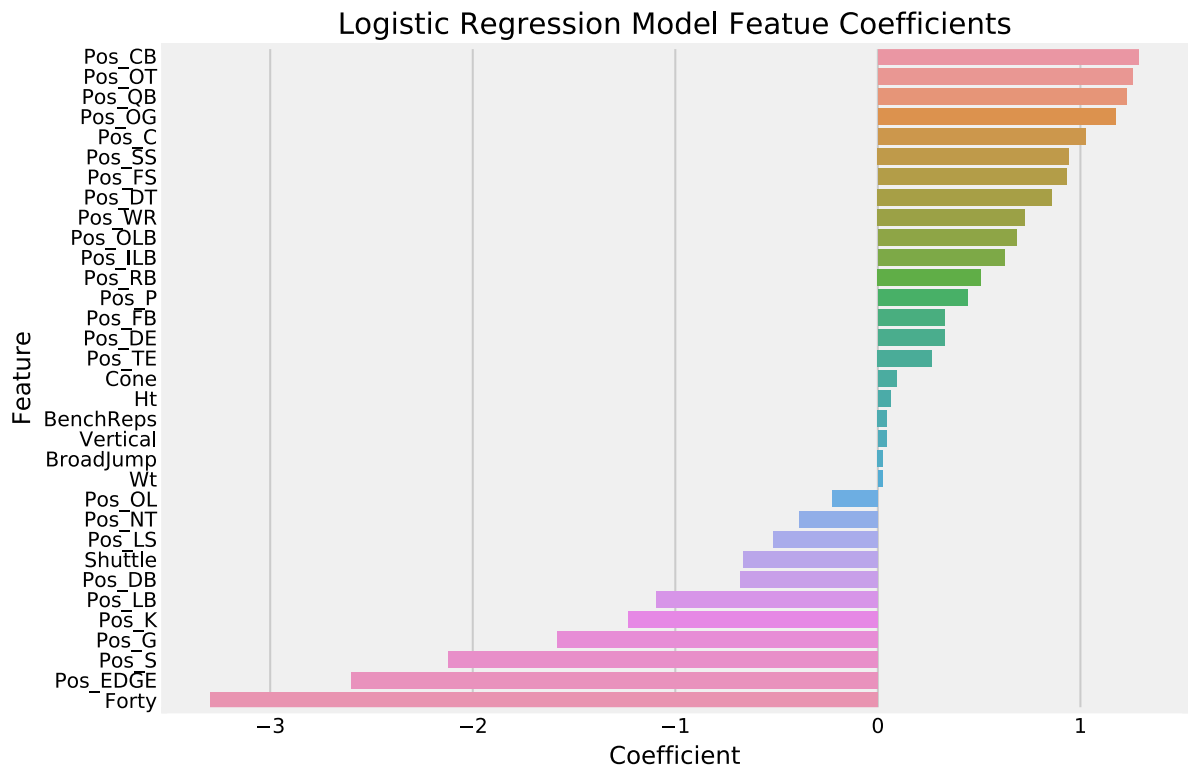 Logistic Regression Model Featue Coefficients
Pos_CB
Pos_OT
Pos_QB
Pos_OG
Pos_C
Pos_SS
Pos_FS
Pos_DT
Pos_WR
Pos_OLB
Pos_ILB
Pos_RB
Pos_P
Pos_FB
Pos_DE
Pos_TE
Cone
Ht
BenchReps
Vertical
BroadJump
Wt
Pos_OL
Pos_NT
Pos_LS
Shuttle
Pos_DB
Pos_LB
Pos_K
Pos_G
Pos_S
Pos_EDGE
Forty
Feature
−3 −2 −1 0 1
Coefficient